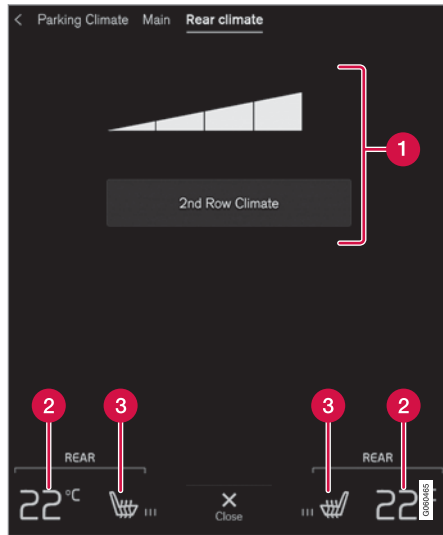 < Parking Climate Main Rear climate
1
2nd Row Climate
2 3 3 2
REAR REAR
22°C Close 22°
G060465